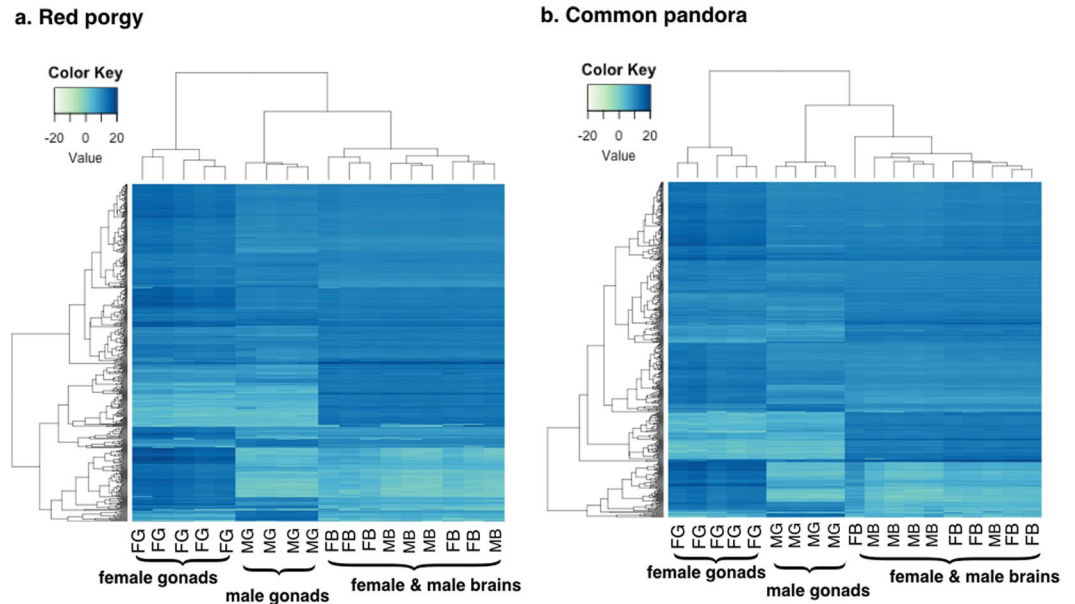 a. Red porgy
b. Common pandora
Color Key
-20 0 20
Value
Color Key
-20 0 20
Value
FG FG FG FG FG MG MG MG MG FB FB FB MB MB MB FB FB MB
female gonads
male gonads
female & male brains
FG FG FG FG FG MG MG MG MG FB MB MB MB MB FB FB MB FB FB
female gonads
male gonads
female & male brains